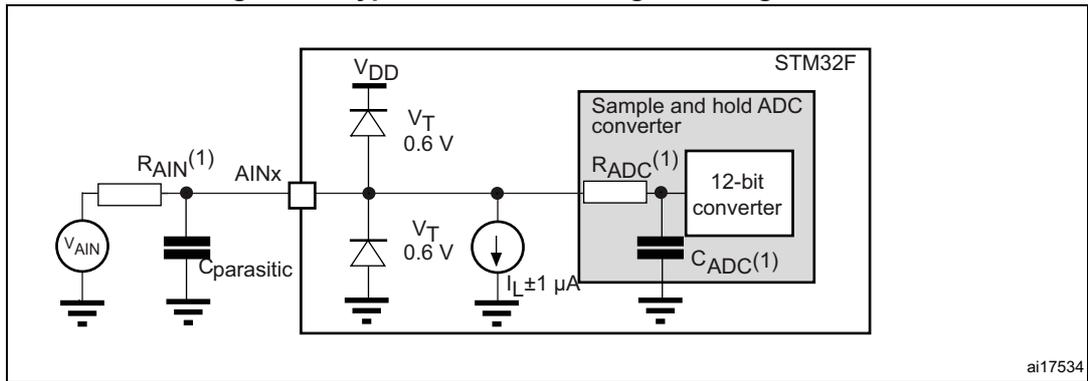 STM32F
VDD
VT
0.6 V
Sample and hold ADC
converter
RAIN(1)
AINx
RADC(1)
12-bit
converter
VAIN
Cparasitic
VT
0.6 V
IL±1 µA
CADC(1)
ai17534